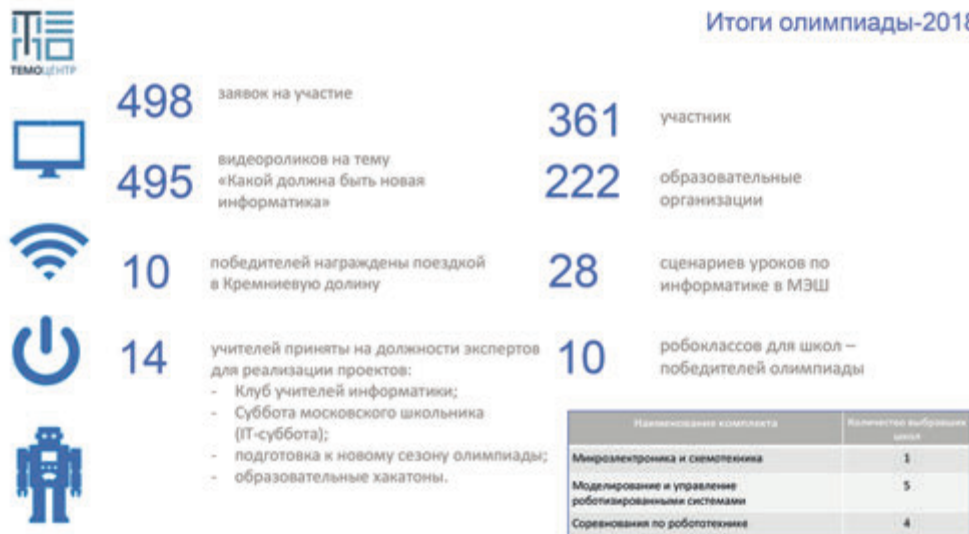 ТЕМОЦЕНТР
Итоги олимпиады-2018
498
заявок на участие
495
видеороликов на тему
«Какой должна быть новая
информатика»
10
победителей награждены поездкой
в Кремниевую долину
14
учителей приняты на должности экспертов
для реализации проектов:
- Клуб учителей информатики;
- Суббота московского школьника
(IT-суббота);
- подготовка к новому сезону олимпиады;
- образовательные хакатоны.
361
участник
222
образовательные
организации
28
сценариев уроков по
информатике в МЭШ
10
робоклассов для школ –
победителей олимпиады
Наименование комплекта
Количество выбравших
школ
Микроэлектроника и схемотехника 1
Моделирование и управление
роботизированными системами 5
Соревнования по робототехнике 4